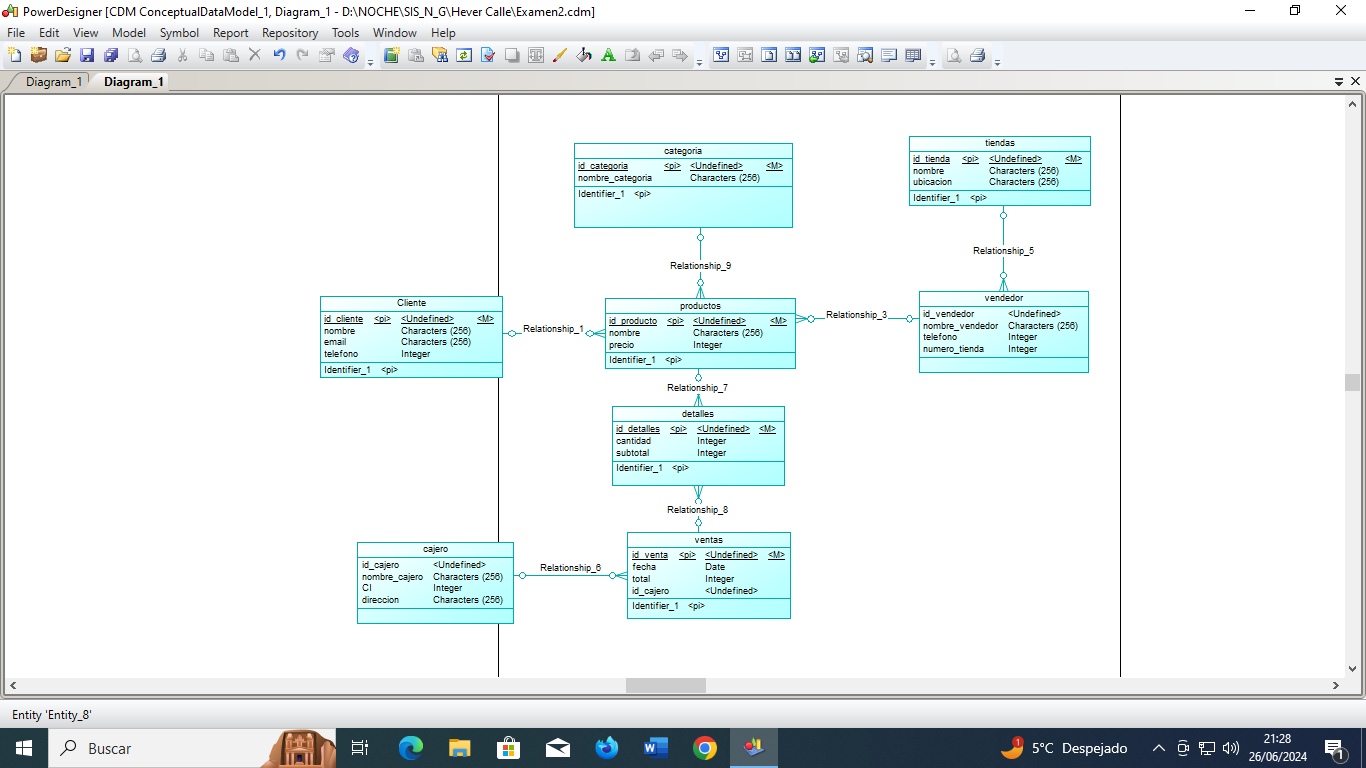 PowerDesigner [CDM ConceptualDataModel_1, Diagram_1 - D:\NOCHE\SIS_N_G\Hever Calle\Examen2.cdm]
File Edit View Model Symbol Report Repository Tools Window Help
Diagram_1 Diagram_1
categoria
id_categoria <pi> <Undefined> <M>
nombre_categoria Characters (256)
Identifier_1 <pi>
tiendas
id_tienda <pi> <Undefined> <M>
nombre Characters (256)
ubicacion Characters (256)
Identifier_1 <pi>
Relationship_9
Relationship_5
Cliente
id_cliente <pi> <Undefined> <M>
nombre Characters (256)
email Characters (256)
telefono Integer
Identifier_1 <pi>
Relationship_1
productos
id_producto <pi> <Undefined> <M>
nombre Characters (256)
precio Integer
Identifier_1 <pi>
Relationship_3
vendedor
id_vendedor <Undefined>
nombre_vendedor Characters (256)
telefono Integer
numero_tienda Integer
Relationship_7
detalles
id_detalles <pi> <Undefined> <M>
cantidad Integer
subtotal Integer
Identifier_1 <pi>
Relationship_8
cajero
id_cajero <Undefined>
nombre_cajero Characters (256)
CI Integer
direccion Characters (256)
Relationship_6
ventas
id_venta <pi> <Undefined> <M>
fecha Date
total Integer
id_cajero <Undefined>
Identifier_1 <pi>
Entity 'Entity_8'
Buscar
1
5°C Despejado
21:28
26/06/2024
1